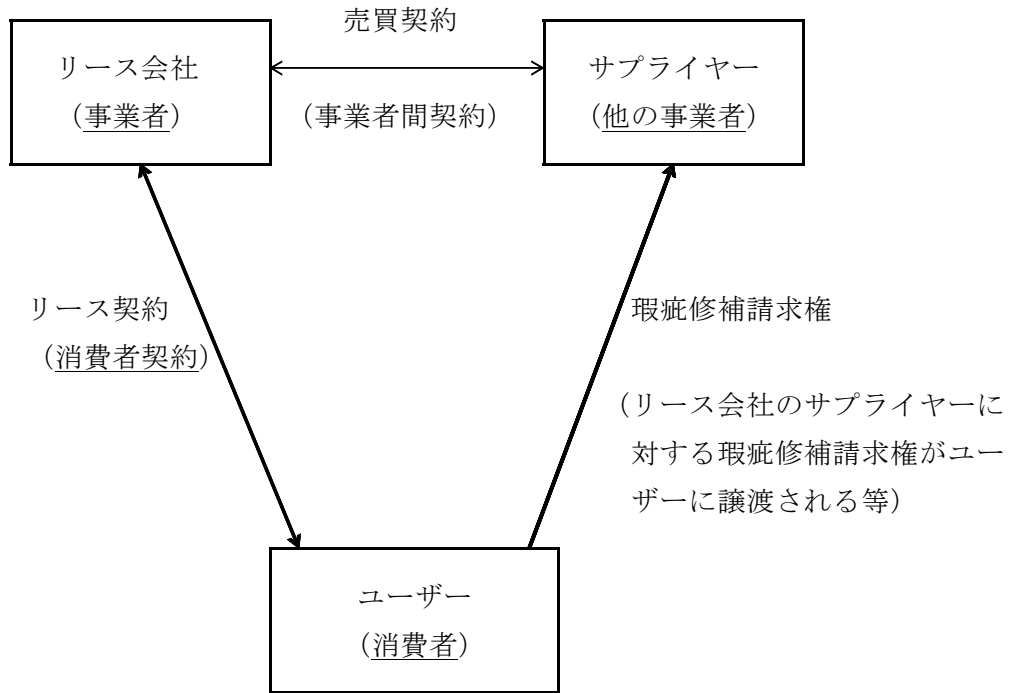 売買契約
リース会社
（事業者）
（事業者間契約）
サプライヤー
（他の事業者）
リース契約
（消費者契約）
瑕疵修補請求権
（リース会社のサプライヤーに
対する瑕疵修補請求権がユー
ザーに譲渡される等）
ユーザー
（消費者）